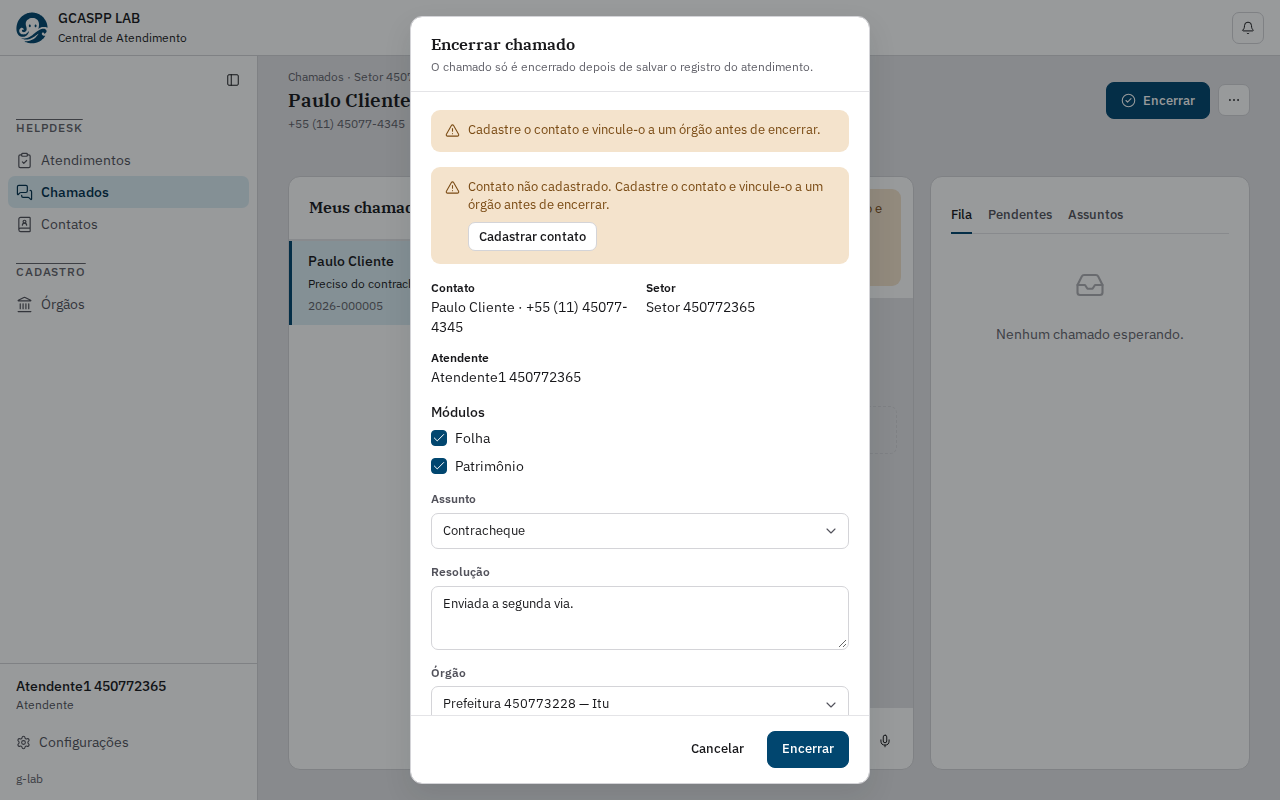 GCASPP LAB
Central de Atendimento
HELPDESK
Atendimentos
Chamados
Contatos
CADASTRO
Órgãos
Atendente1 450772365
Atendente
Configurações
g-lab
Chamados · Setor 4507
Paulo Cliente
+55 (11) 45077-4345
Encerrar
Meus chamad
Paulo Cliente
Preciso do contrach
2026-000005
Encerrar chamado
O chamado só é encerrado depois de salvar o registro do atendimento.
Cadastre o contato e vincule-o a um órgão antes de encerrar.
Contato não cadastrado. Cadastre o contato e vincule-o a um
órgão antes de encerrar.
Cadastrar contato
Contato
Paulo Cliente · +55 (11) 45077-
4345
Setor
Setor 450772365
Atendente
Atendente1 450772365
Módulos
Folha
Patrimônio
Assunto
Contracheque
Resolução
Enviada a segunda via.
Órgão
Prefeitura 450773228 — Itu
Cancelar
Encerrar
o e
Fila
Pendentes
Assuntos
Nenhum chamado esperando.